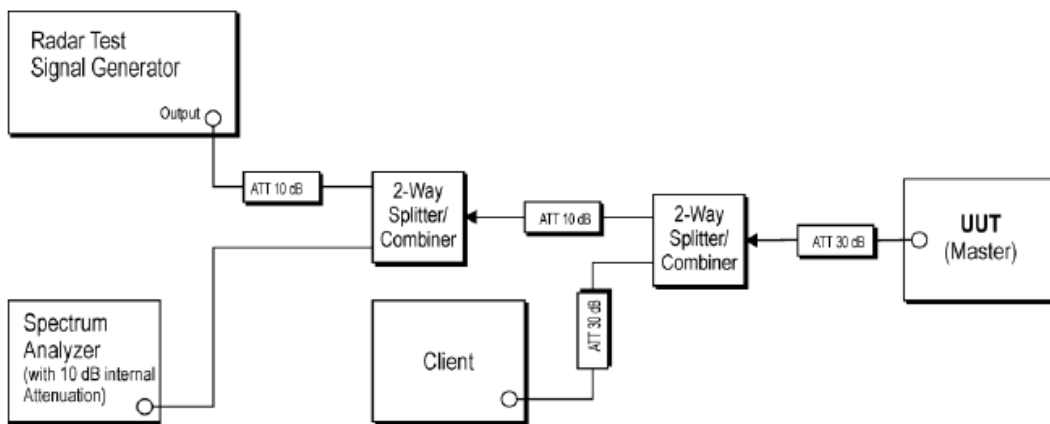 Radar Test
Signal Generator
Output
ATT 10 dB
2-Way
Splitter/
Combiner
ATT 10 dB
2-Way
Splitter/
Combiner
ATT 30 dB
UUT
(Master)
Spectrum
Analyzer
(with 10 dB internal
Attenuation)
Client
ATT 30 dB